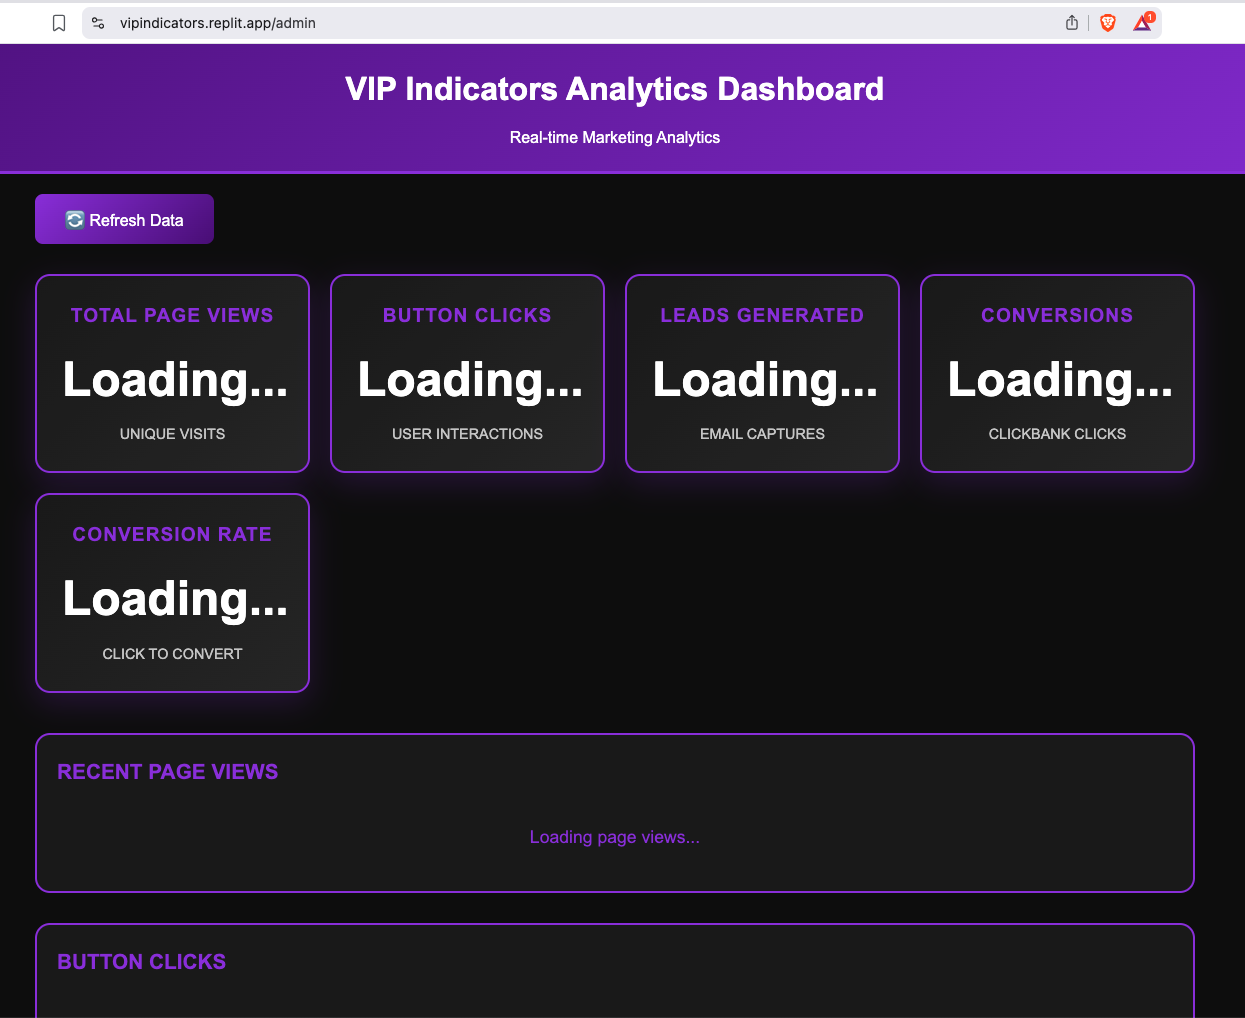 vipindicators.replit.app/admin
1
VIP Indicators Analytics Dashboard
Real-time Marketing Analytics
Refresh Data
TOTAL PAGE VIEWS
Loading...
UNIQUE VISITS
BUTTON CLICKS
Loading...
USER INTERACTIONS
LEADS GENERATED
Loading...
EMAIL CAPTURES
CONVERSIONS
Loading...
CLICKBANK CLICKS
CONVERSION RATE
Loading...
CLICK TO CONVERT
RECENT PAGE VIEWS
Loading page views...
BUTTON CLICKS